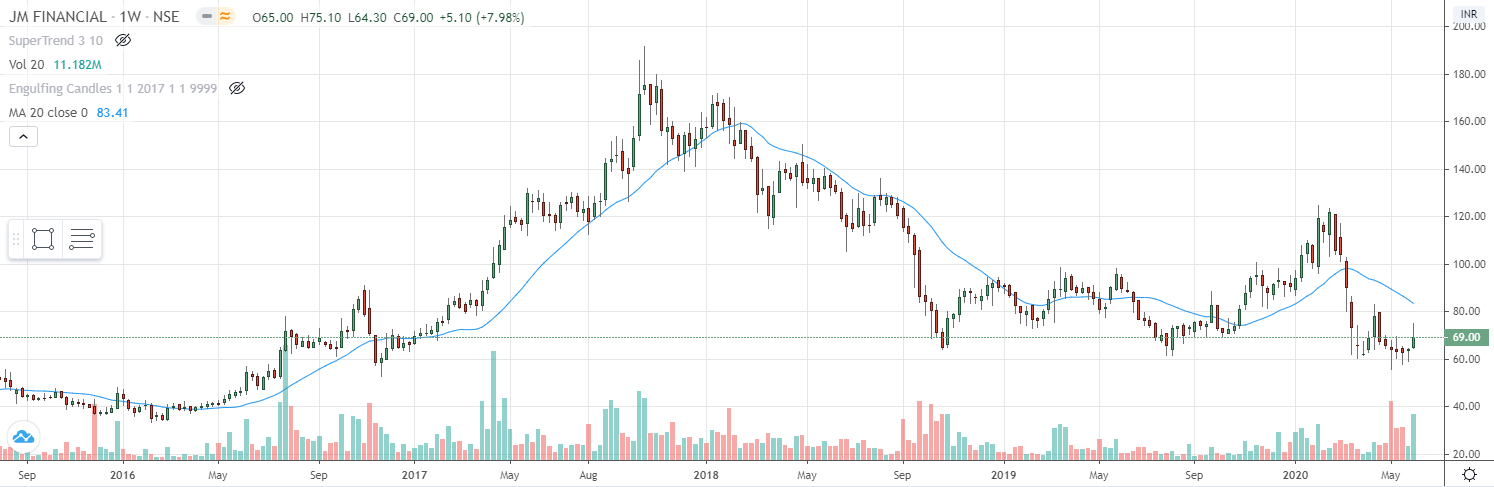 JM FINANCIAL - 1W - NSE O65.00 H75.10 L64.30 C69.00 +5.10 (+7.98%)
SuperTrend 3 10
Vol 20 11.182M
Engulfing Candles 1 1 2017 1 1 9999
MA 20 close 0 83.41
INR
200.00
180.00
160.00
140.00
120.00
100.00
80.00
69.00
60.00
40.00
20.00
Sep 2016 May Sep 2017 May Aug 2018 May Sep 2019 May Sep 2020 May